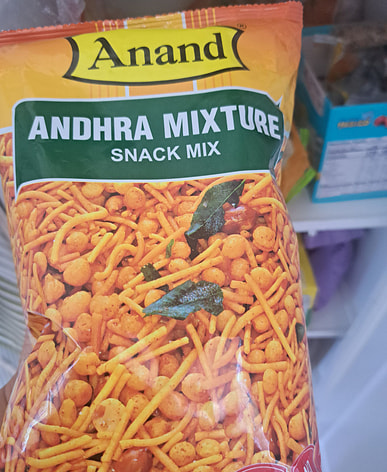 Anand
ANDHRA MIXTURE
SNACK MIX